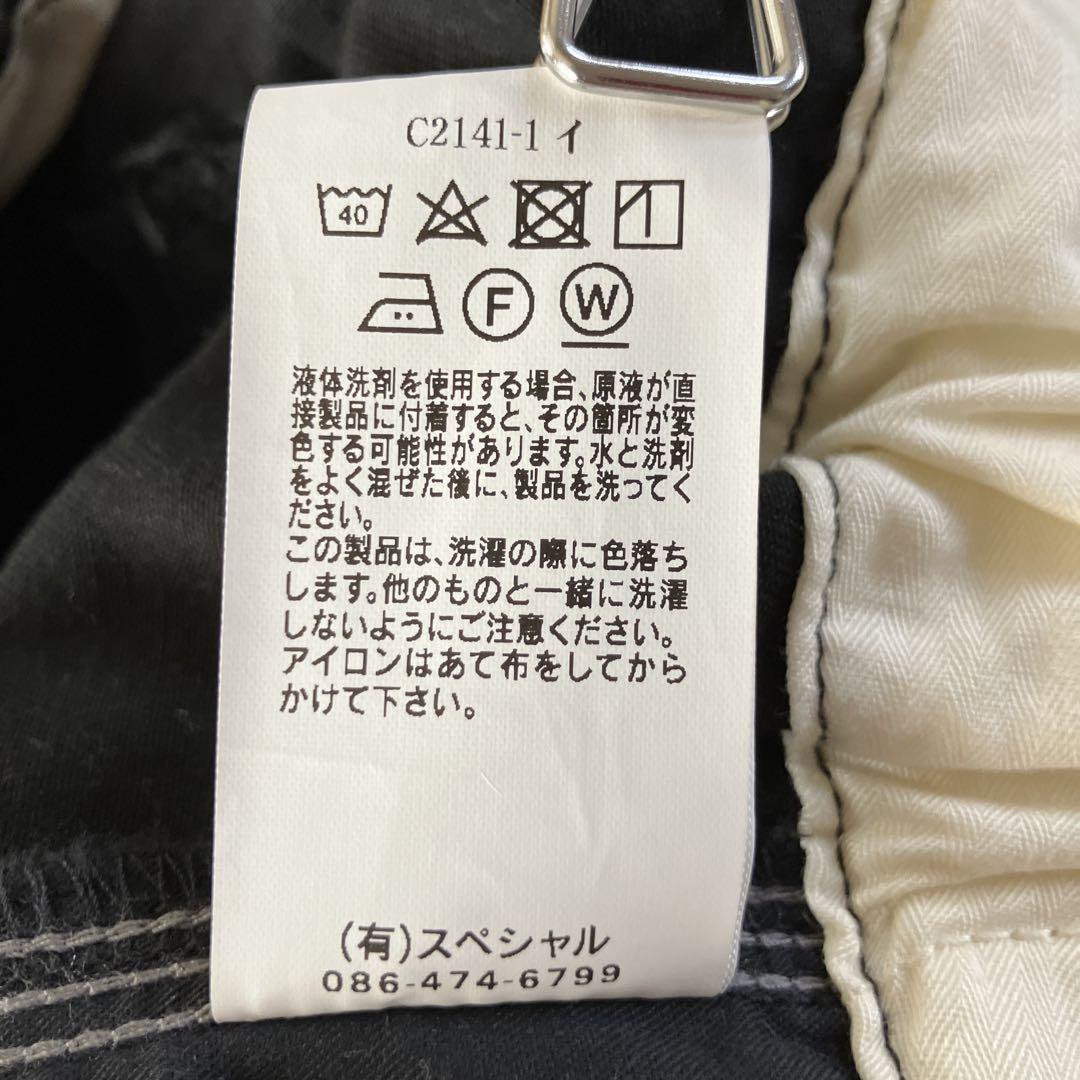 C2141-1 イ
40
F W
液体洗剤を使用する場合、原液が直
接製品に付着すると、その箇所が変
色する可能性があります。水と洗剤
をよく混ぜた後に、製品を洗ってく
ださい。
この製品は、洗濯の際に色落ち
します。他のものと一緒に洗濯
しないようにご注意ください。
アイロンはあて布をしてから
かけて下さい。
(有)スペシャル
086-474-6799